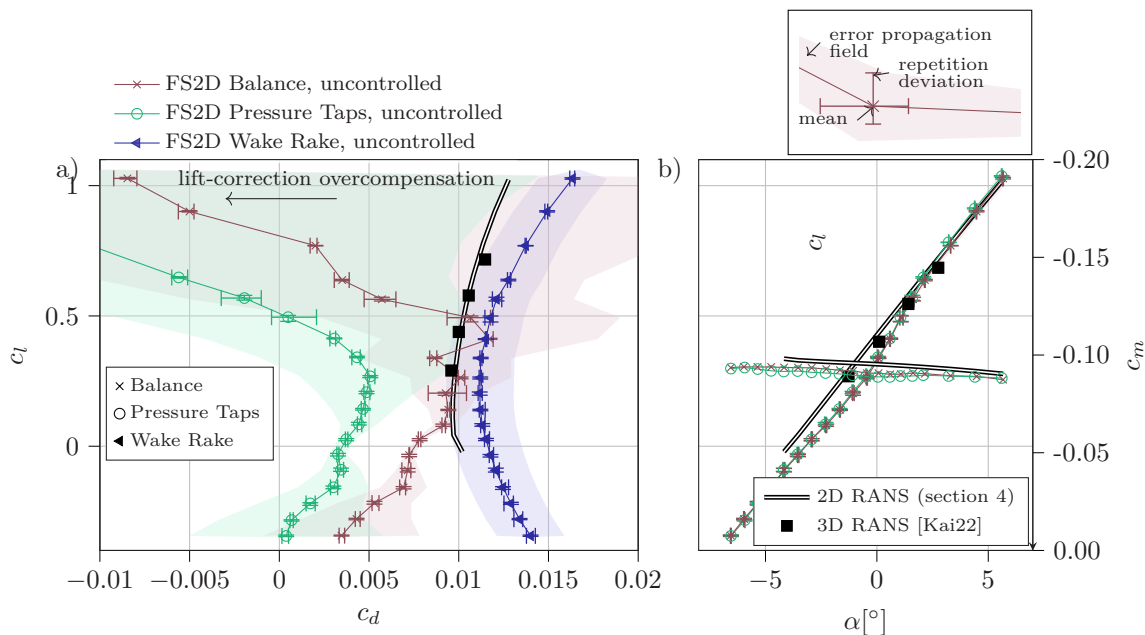 error propagation
field
repetition
deviation
mean
FS2D Balance, uncontrolled
FS2D Pressure Taps, uncontrolled
FS2D Wake Rake, uncontrolled
a)
lift-correction overcompensation
1
0.5
0
c_l
Balance
Pressure Taps
Wake Rake
−0.01
−0.005
0
0.005
0.01
0.015
0.02
c_d
b)
c_l
-0.20
-0.15
-0.10
-0.05
0.00
c_m
2D RANS (section 4)
3D RANS [Kai22]
−5
0
5
α[°]